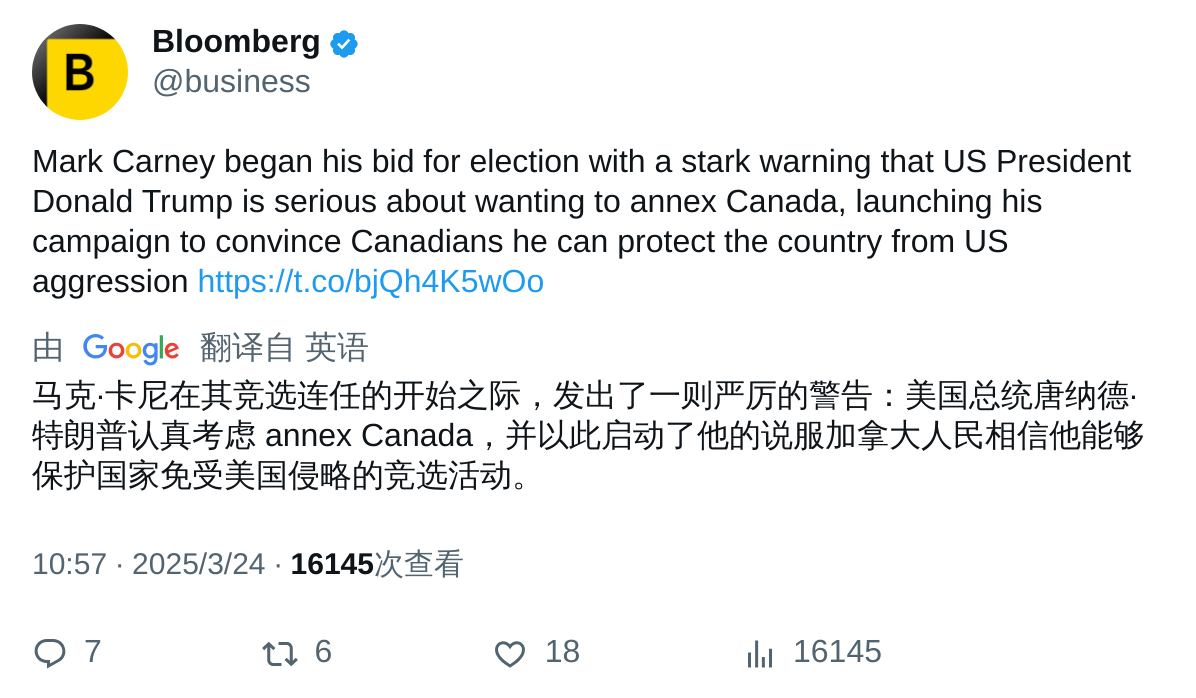 B
Bloomberg
@business
Mark Carney began his bid for election with a stark warning that US President
Donald Trump is serious about wanting to annex Canada, launching his
campaign to convince Canadians he can protect the country from US
aggression https://t.co/bjQh4K5wOo
由 Google 翻译自 英语
马克·卡尼在其竞选连任的开始之际，发出了一则严厉的警告：美国总统唐纳德·
特朗普认真考虑 annex Canada，并以此启动了他的说服加拿大人民相信他能够
保护国家免受美国侵略的竞选活动。
10:57 · 2025/3/24 · 16145次查看
7 6 18 16145